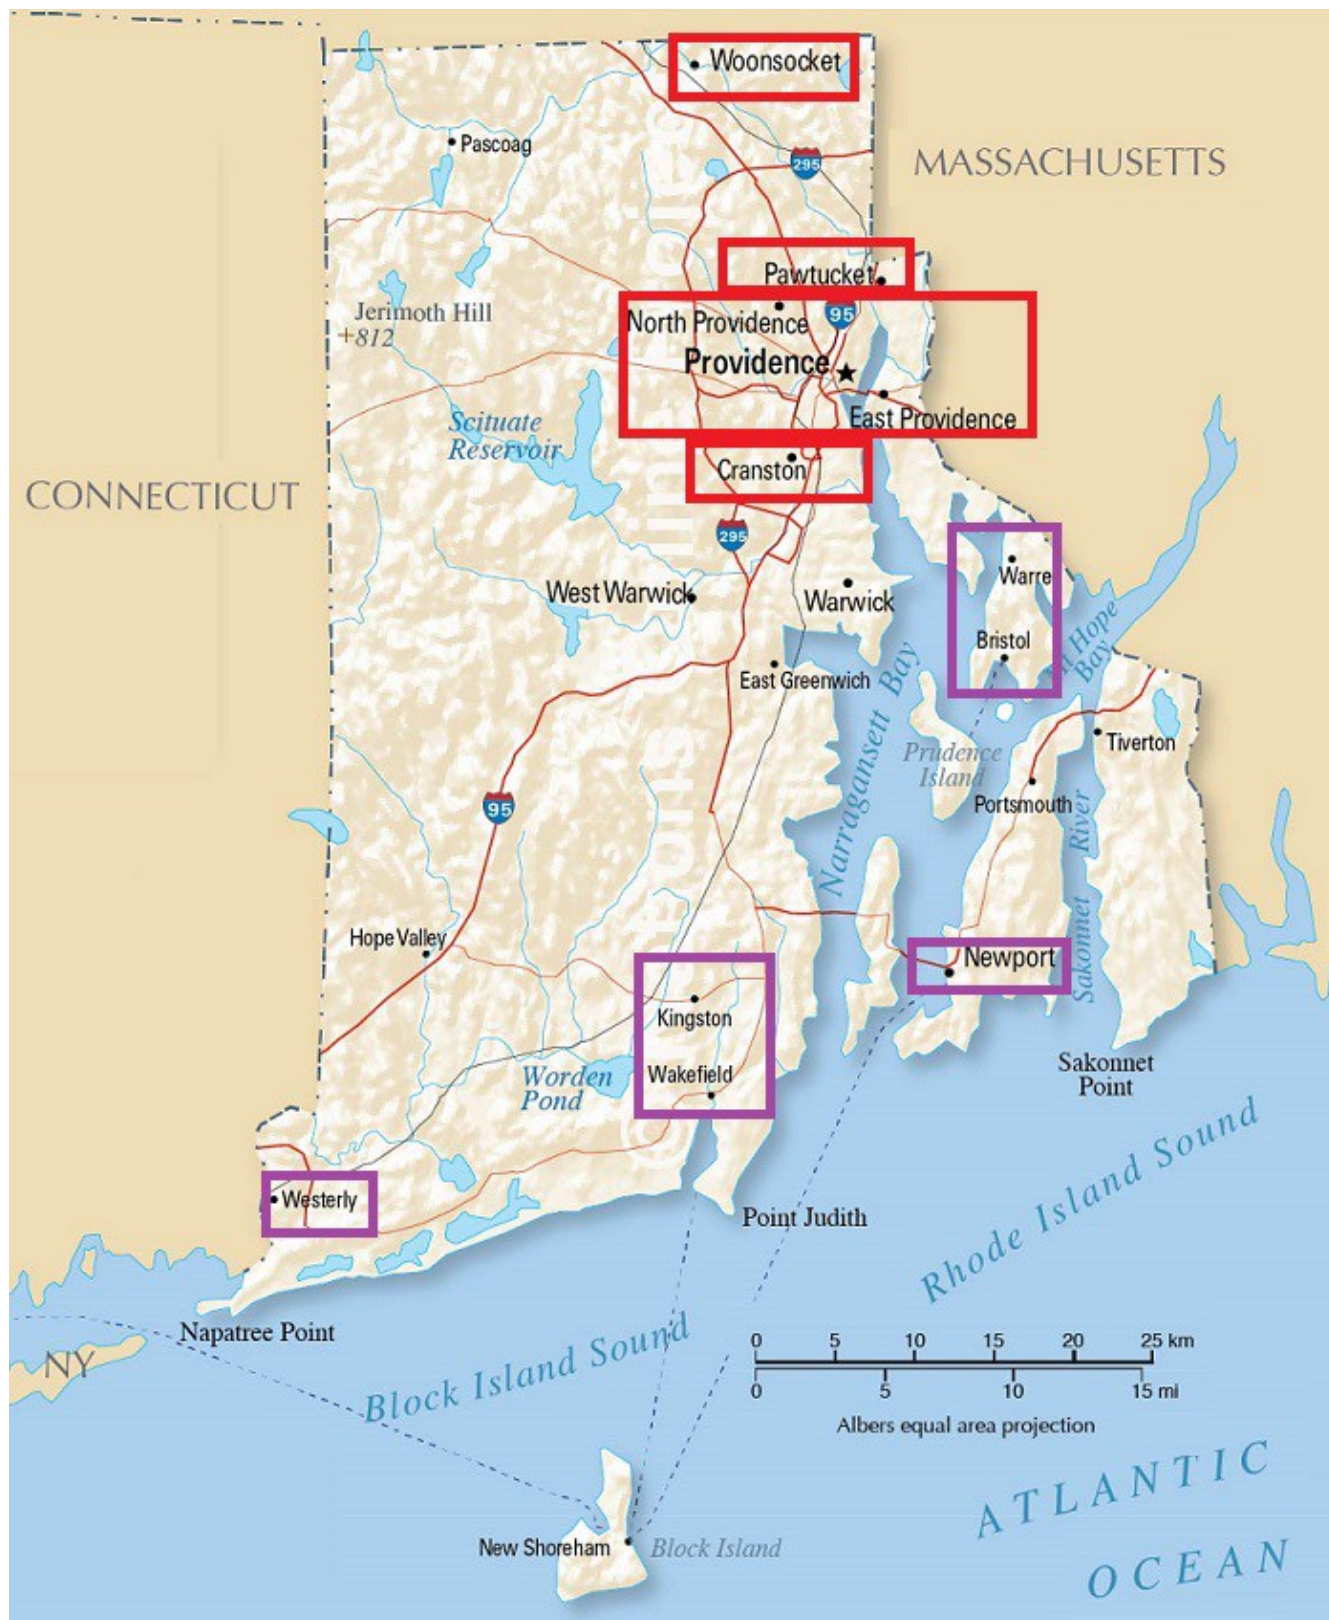 Woonsocket
Pascoag
295
MASSACHUSETTS
Pawtucket
Jerimoth Hill
+812
North Providence
95
Providence
East Providence
Scituate
Reservoir
Cranston
CONNECTICUT
295
Warre
West Warwick
Warwick
Bristol
Hope
Bay
East Greenwich
Narragansett Bay
Prudence
Island
Tiverton
Portsmouth
95
Sakonnet River
Hope Valley
Newport
Kingston
Wakefield
Worden
Pond
Sakonnet
Point
Westerly
Point Judith
Rhode Island Sound
Napatree Point
NY
Block Island Sound
0 5 10 15 20 25 km
0 5 10 15 mi
Albers equal area projection
ATLANTIC
OCEAN
New Shoreham
Block Island